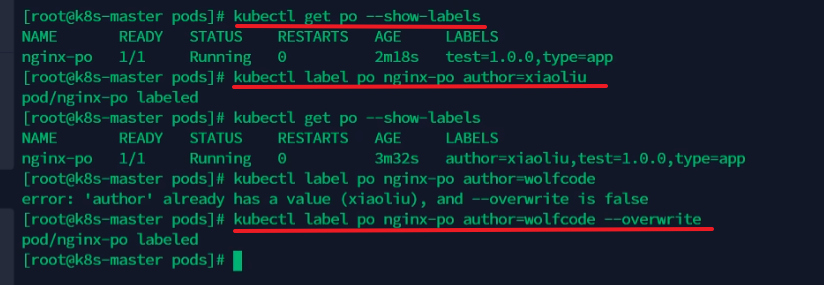 [root@k8s-master pods]# kubectl get po --show-labels
NAME READY STATUS RESTARTS AGE LABELS
nginx-po 1/1 Running 0 2m18s test=1.0.0,type=app
[root@k8s-master pods]# kubectl label po nginx-po author=xiaoliu
pod/nginx-po labeled
[root@k8s-master pods]# kubectl get po --show-labels
NAME READY STATUS RESTARTS AGE LABELS
nginx-po 1/1 Running 0 3m32s author=xiaoliu,test=1.0.0,type=app
[root@k8s-master pods]# kubectl label po nginx-po author=wolfcode
error: 'author' already has a value (xiaoliu), and --overwrite is false
[root@k8s-master pods]# kubectl label po nginx-po author=wolfcode --overwrite
pod/nginx-po labeled
[root@k8s-master pods]#